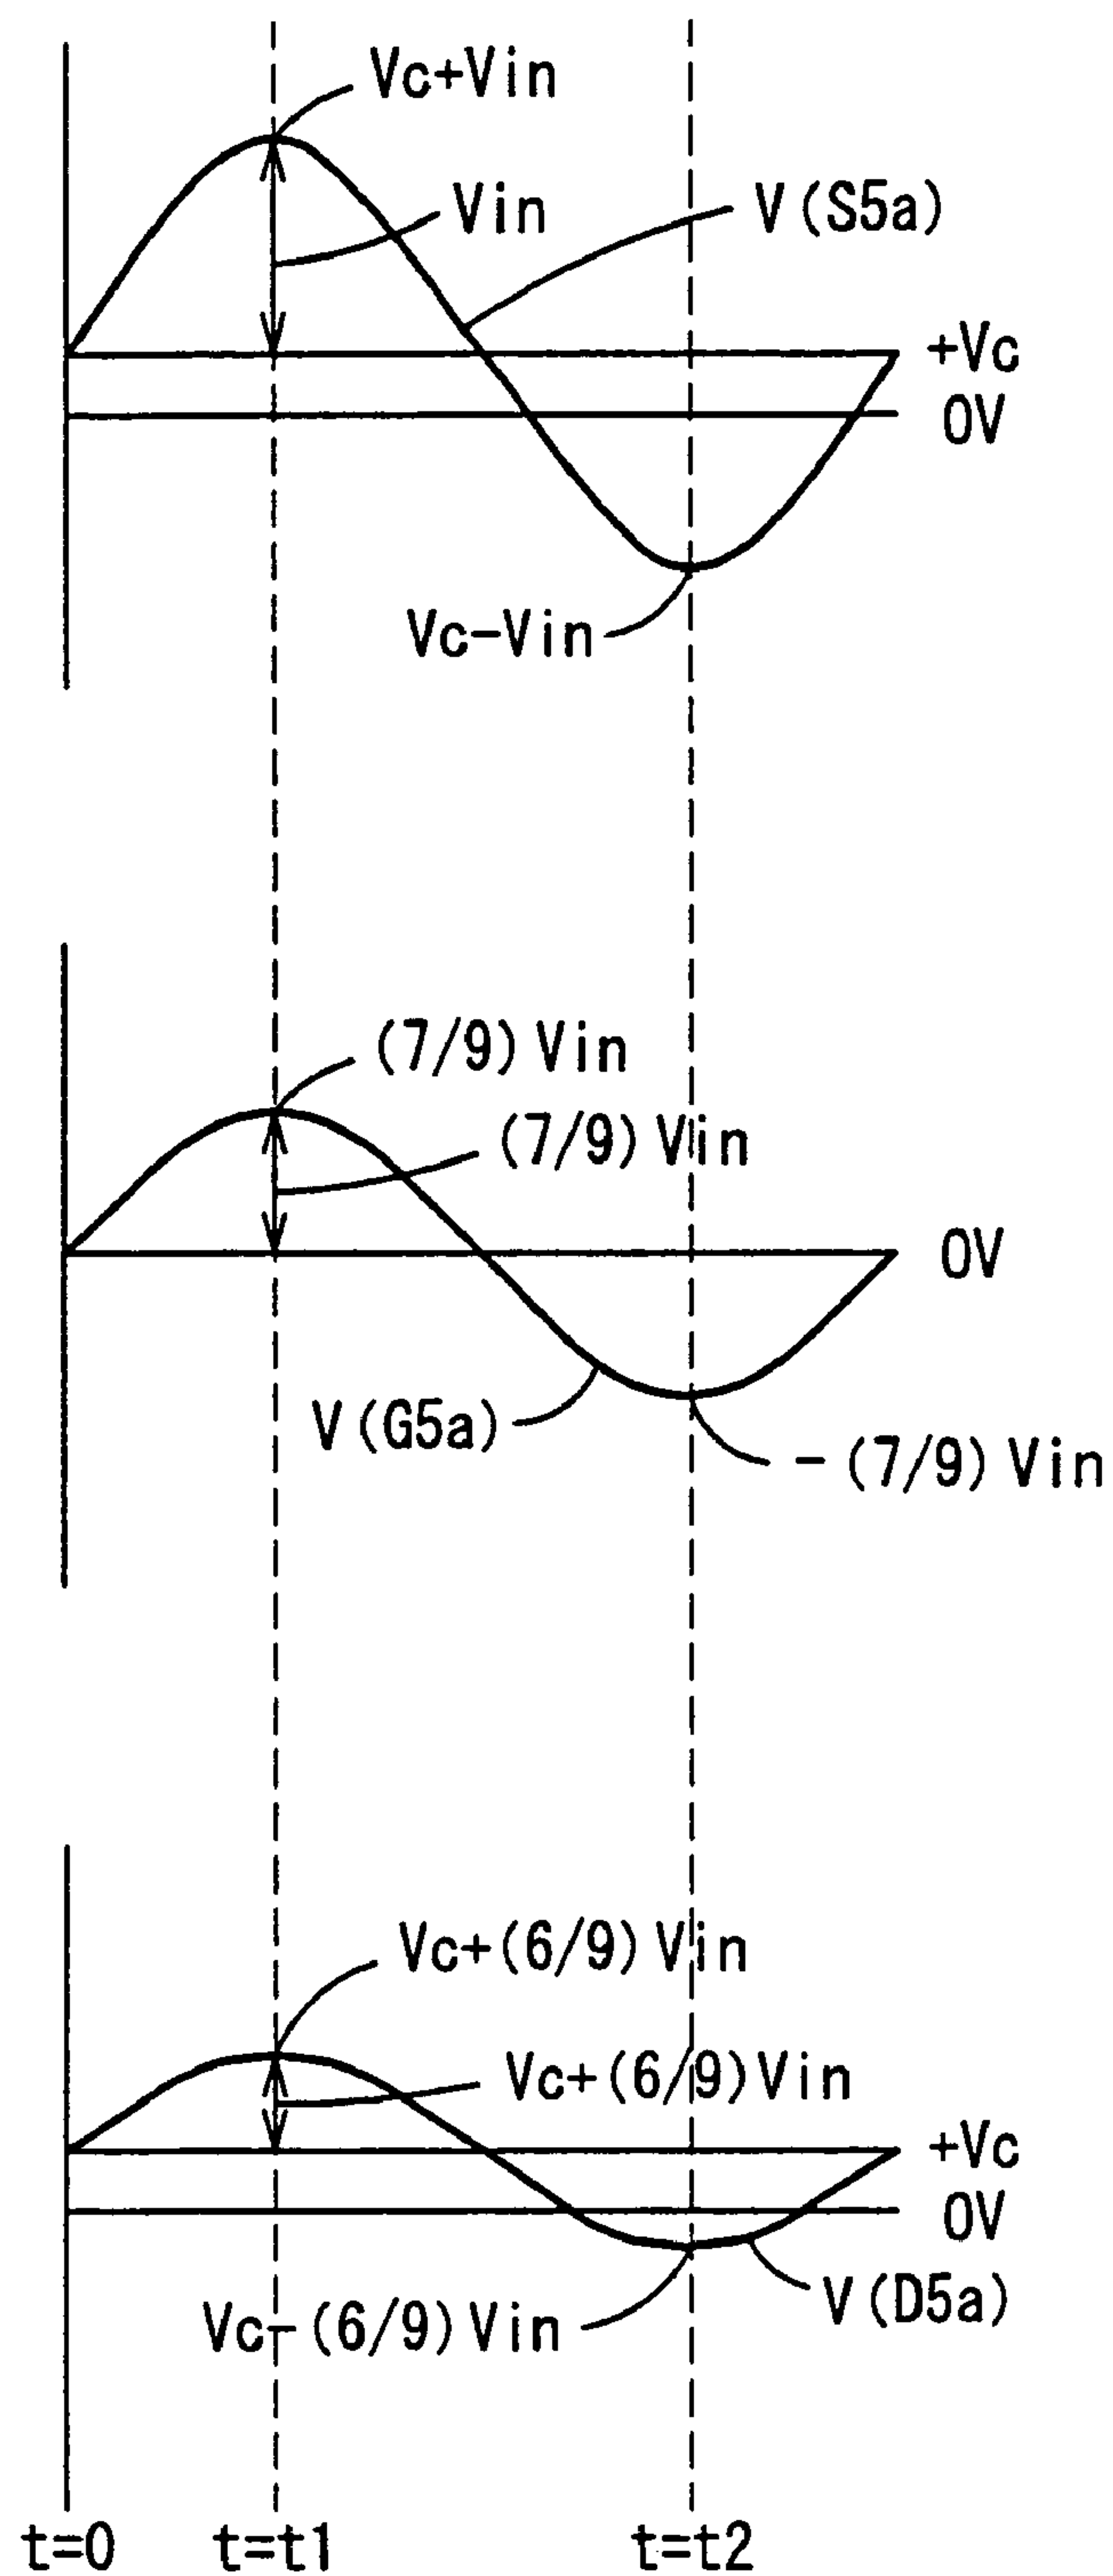 Vc+Vin
Vin
V(S5a)
+Vc
0V
Vc-Vin
(7/9)Vin
(7/9)Vin
0V
V(G5a)
-(7/9)Vin
Vc+(6/9)Vin
Vc+(6/9)Vin
+Vc
0V
V(D5a)
Vc-(6/9)Vin
t=0 t=t1 t=t2